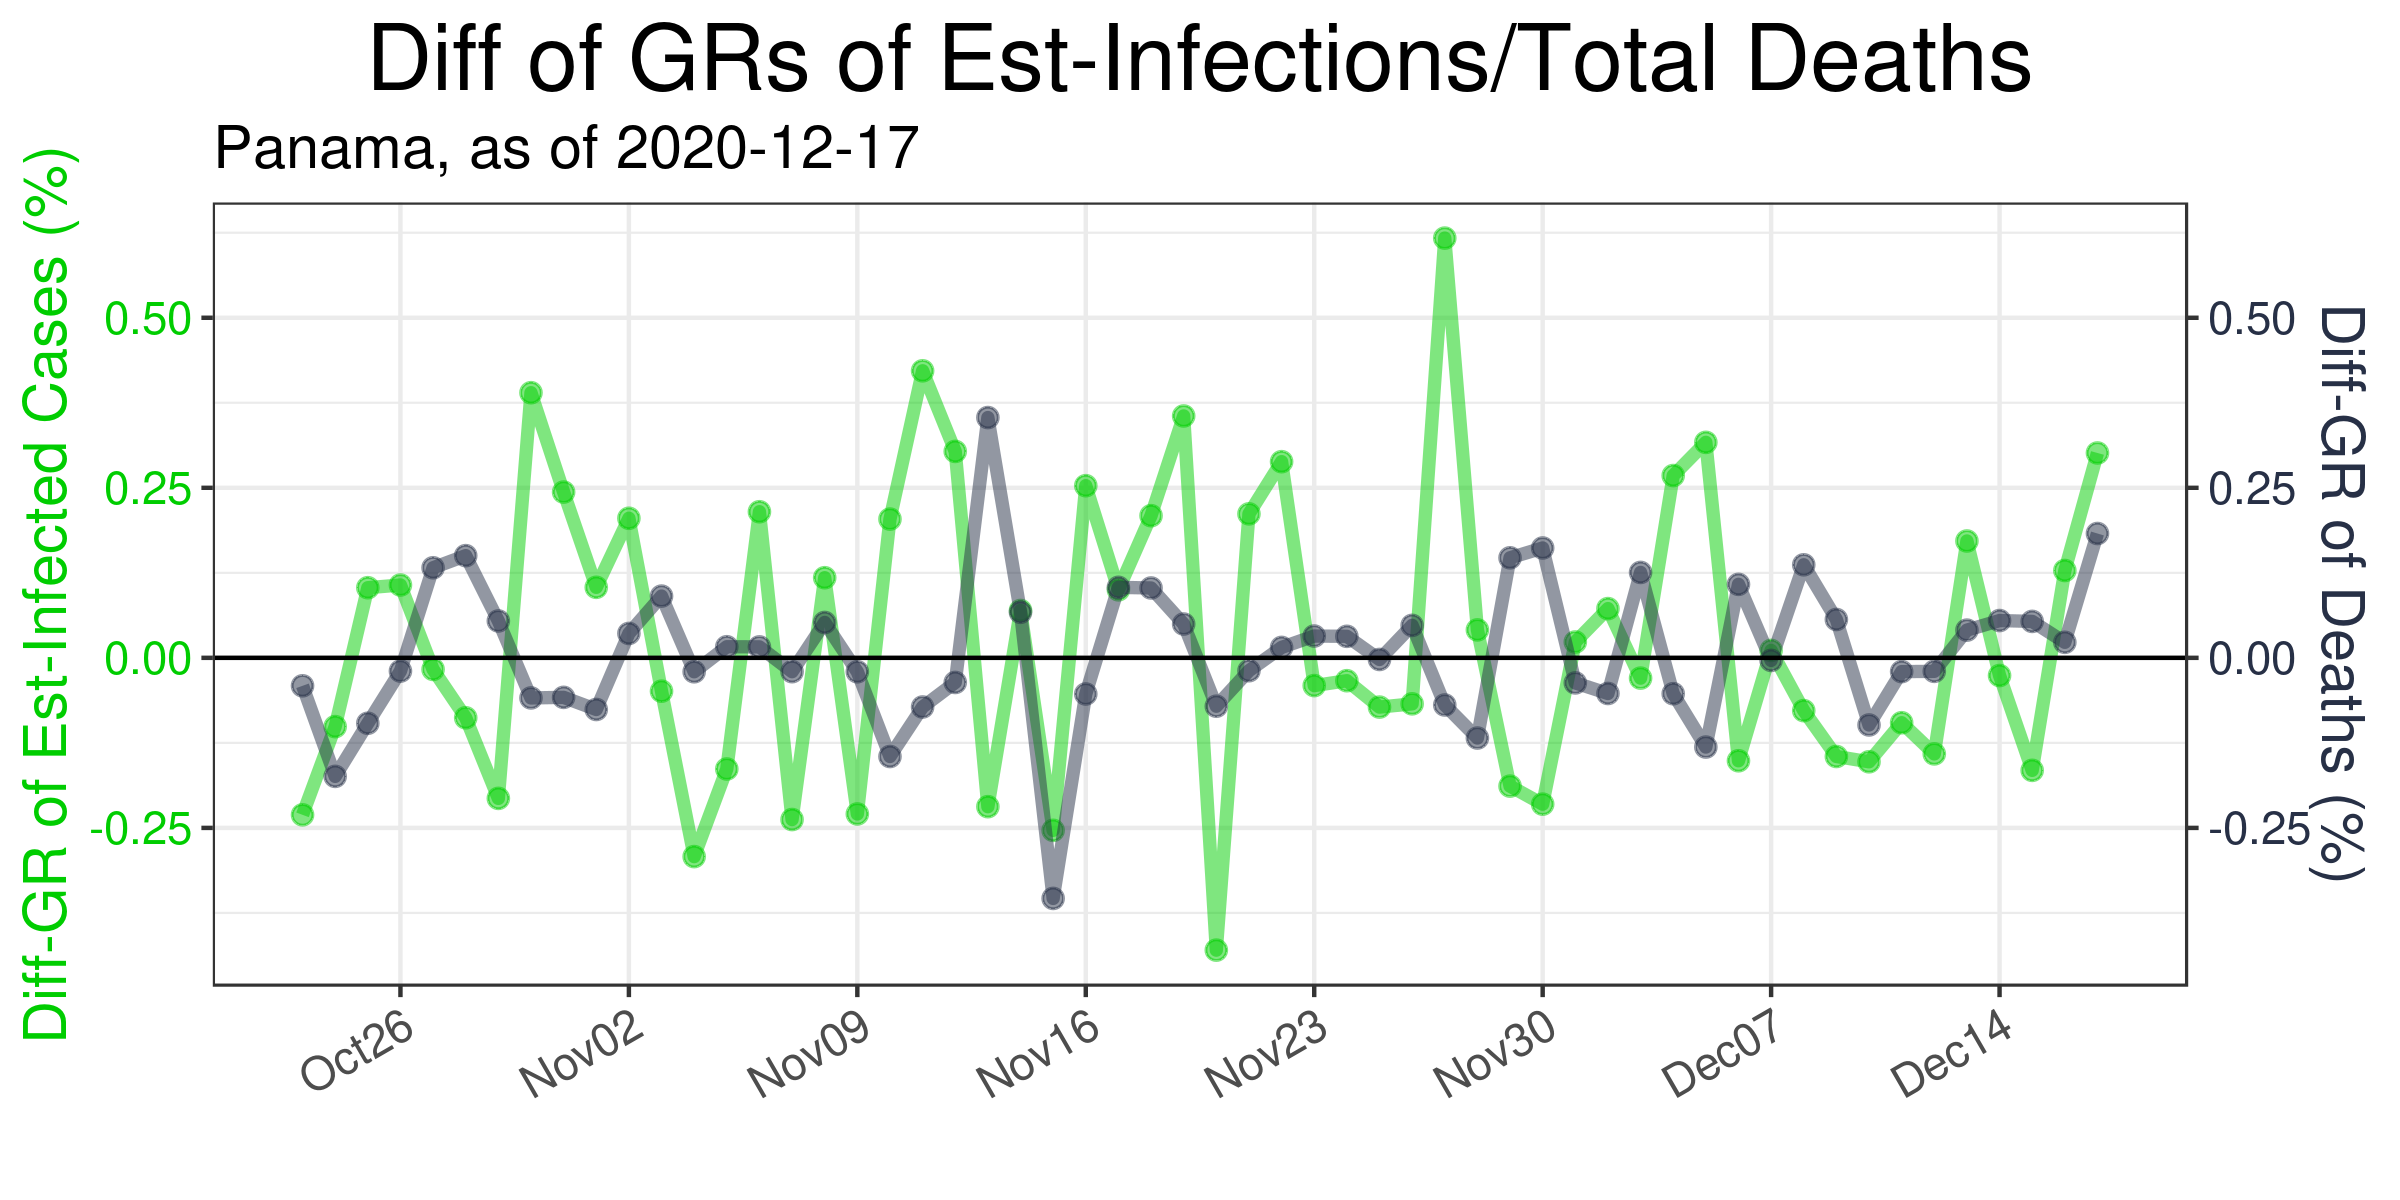 Diff of GRs of Est-Infections/Total Deaths
Panama, as of 2020-12-17
Diff-GR of Est-Infected Cases (%)
0.50
0.25
0.00
-0.25
0.50
0.25
0.00
-0.25
Diff-GR of Deaths (%)
Oct26
Nov02
Nov09
Nov16
Nov23
Nov30
Dec07
Dec14